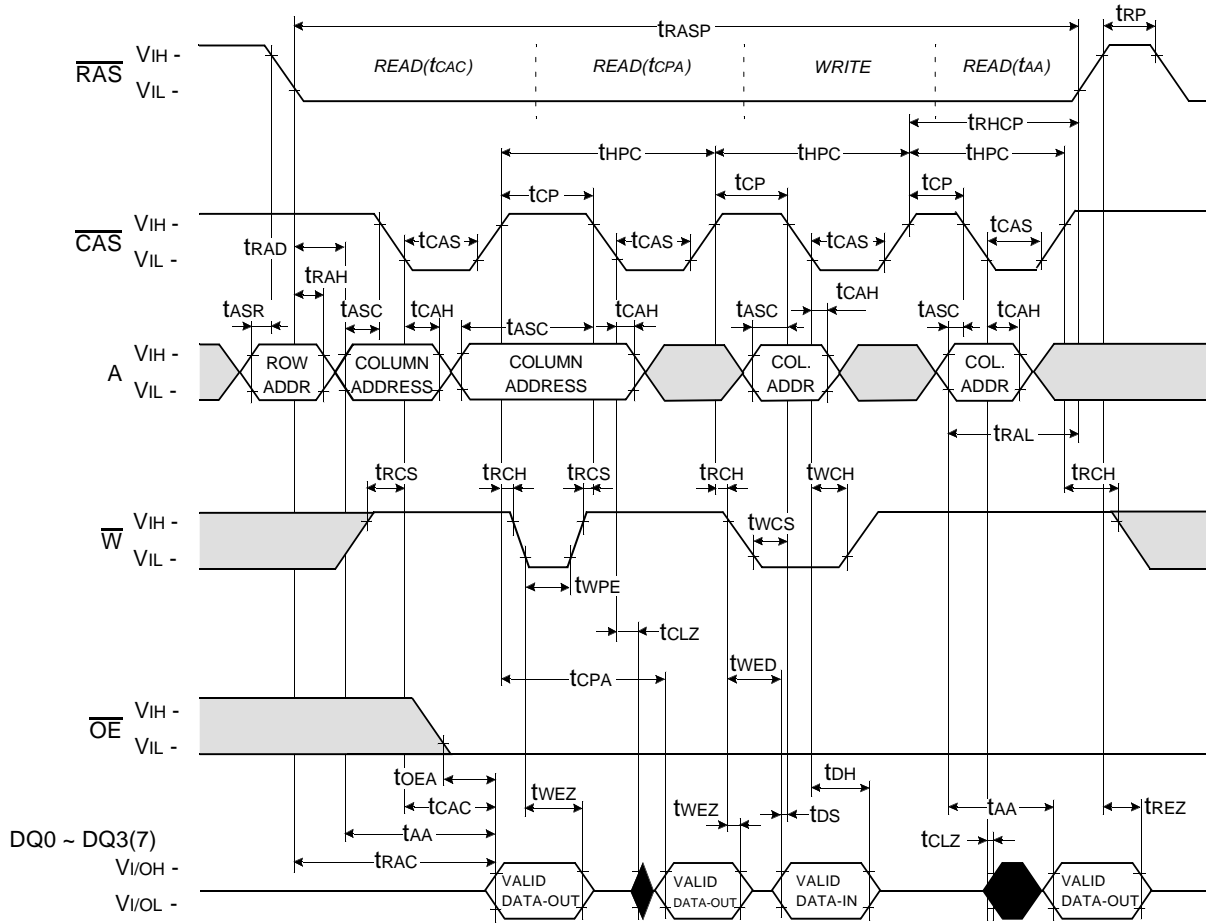 tRASP tRP
RAS VIH - VIL -
READ(tCAC) READ(tCPA) WRITE READ(tAA)
tRHCP
tHPC tHPC tHPC
tCP tCP tCP
CAS VIH - VIL -
tCAS tCAS tCAS tCAS
tRAD
tRAH
tASR tASC tCAH tASC tCAH tASC tCAH tASC tCAH
A VIH - VIL -
ROW ADDR
COLUMN ADDRESS
COLUMN ADDRESS
COL. ADDR
COL. ADDR
tRAL
tRCS tRCH tRCS tRCH tWCH tRCH
W VIH - VIL -
tWCS
tWPE
tCLZ
tWED
tCPA
OE VIH - VIL -
tOEA
tCAC
tAA
tRAC
tWEZ tWEZ tDH tDS tAA tREZ
tCLZ
DQ0 ~ DQ3(7)
VI/OH -
VI/OL -
VALID DATA-OUT
VALID DATA-OUT
VALID DATA-IN
VALID DATA-OUT